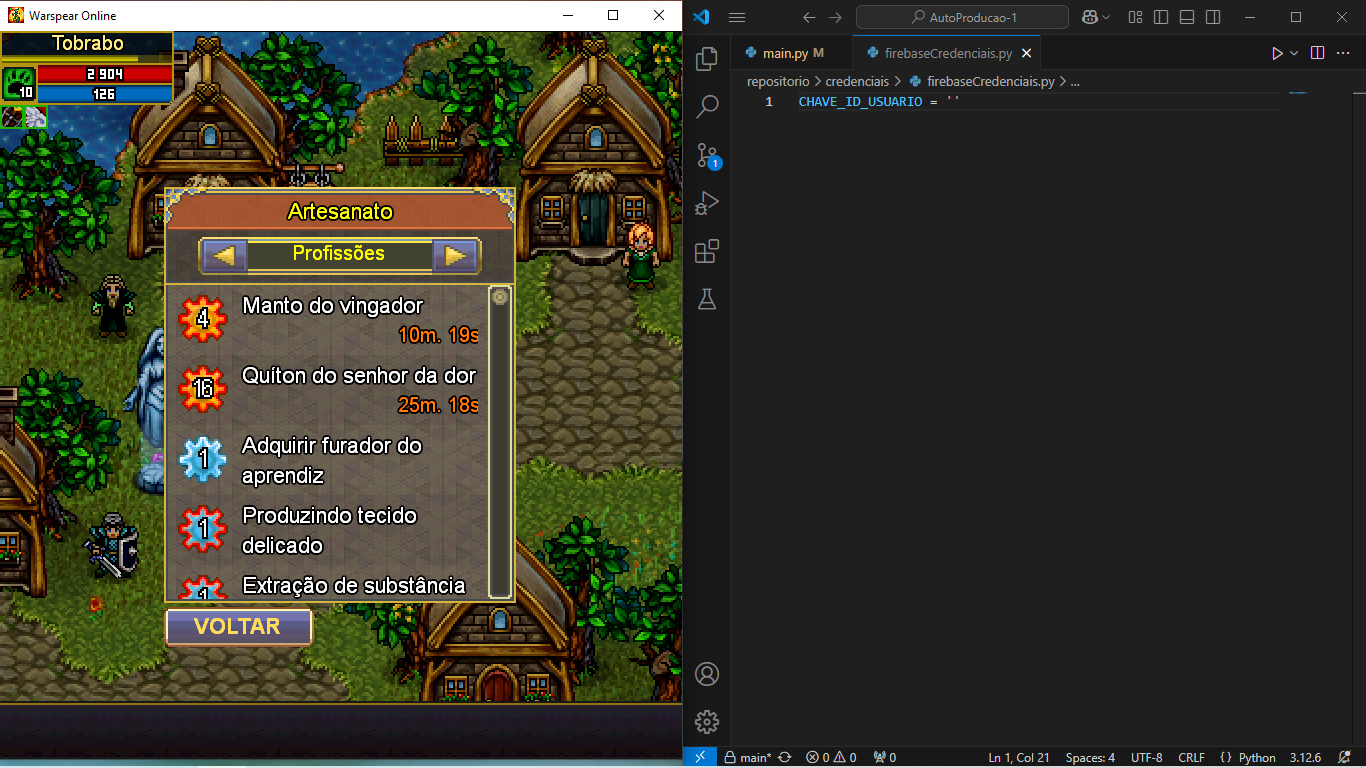 Warspear Online
Tobrabo
2 904
126
10
Artesanato
Profissões
4
Manto do vingador
10m. 19s
16
Quíton do senhor da dor
25m. 18s
1
Adquirir furador do
aprendiz
1
Produzindo tecido
delicado
1
Extração de substância
VOLTAR
AutoProducao-1
main.py M
firebaseCredenciais.py
repositorio > credenciais > firebaseCredenciais.py > ...
1 CHAVE_ID_USUARIO = ''
1
main* 0 0 0 Ln 1, Col 21 Spaces: 4 UTF-8 CRLF { } Python 3.12.6